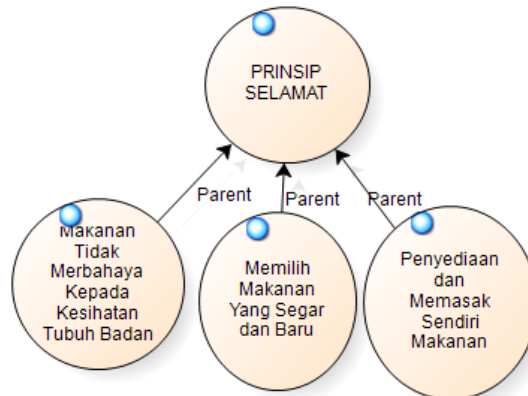 PRINSIP
SELAMAT
Parent
Parent
Parent
Makanan
Tidak
Merbahaya
Kepada
Kesihatan
Tubuh Badan
Memilih
Makanan
Yang Segar
dan Baru
Penyediaan
dan
Memasak
Sendiri
Makanan